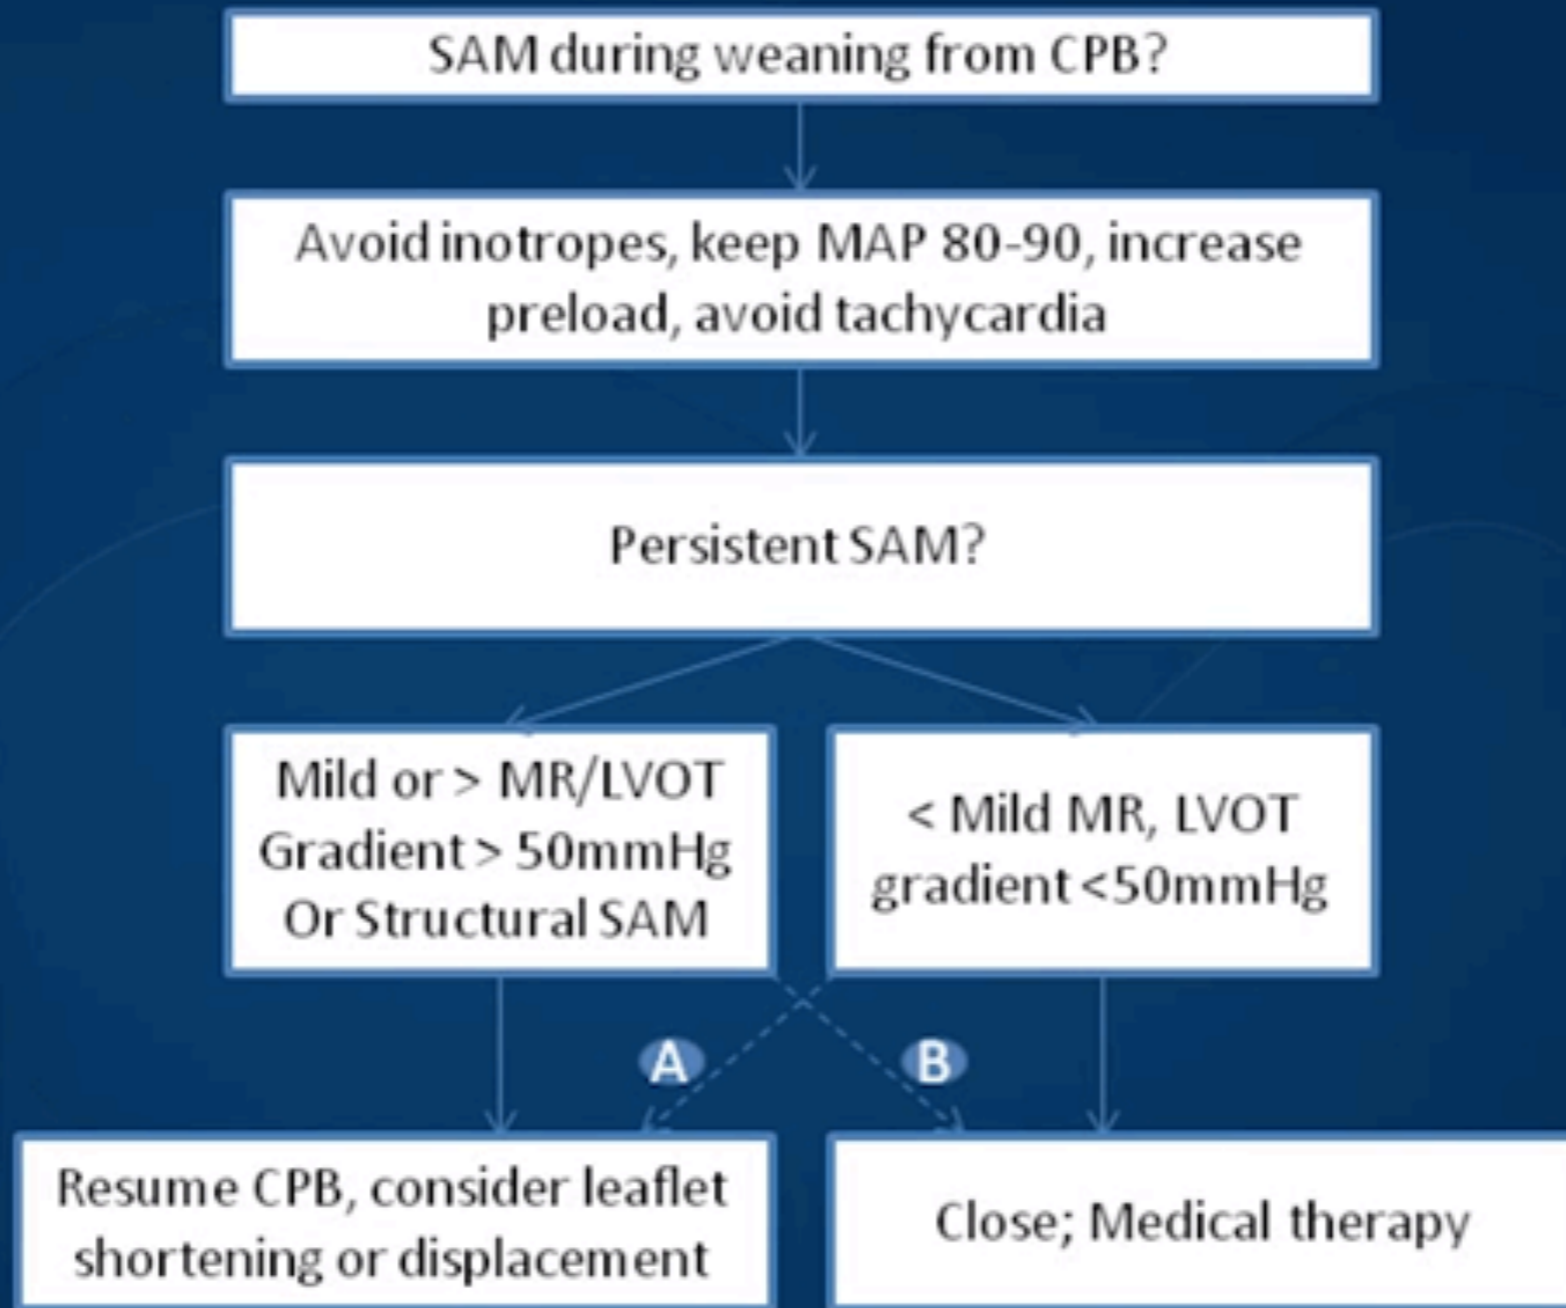 SAM during weaning from CPB?
Avoid inotropes, keep MAP 80-90, increase
preload, avoid tachycardia
Persistent SAM?
Mild or > MR/LVOT
Gradient > 50mmHg
Or Structural SAM
< Mild MR, LVOT
gradient <50mmHg
A
B
Resume CPB, consider leaflet
shortening or displacement
Close; Medical therapy